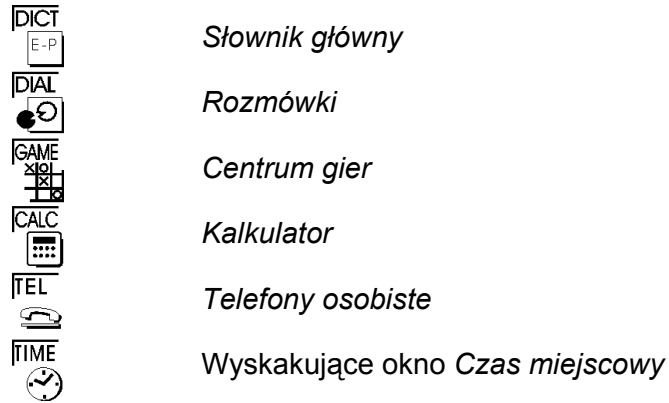 DICT
E-P
Słownik główny
DIAL
Rozmówki
GAME
Centrum gier
CALC
Kalkulator
TEL
Telefony osobiste
TIME
Wyskakujące okno Czas miejscowy